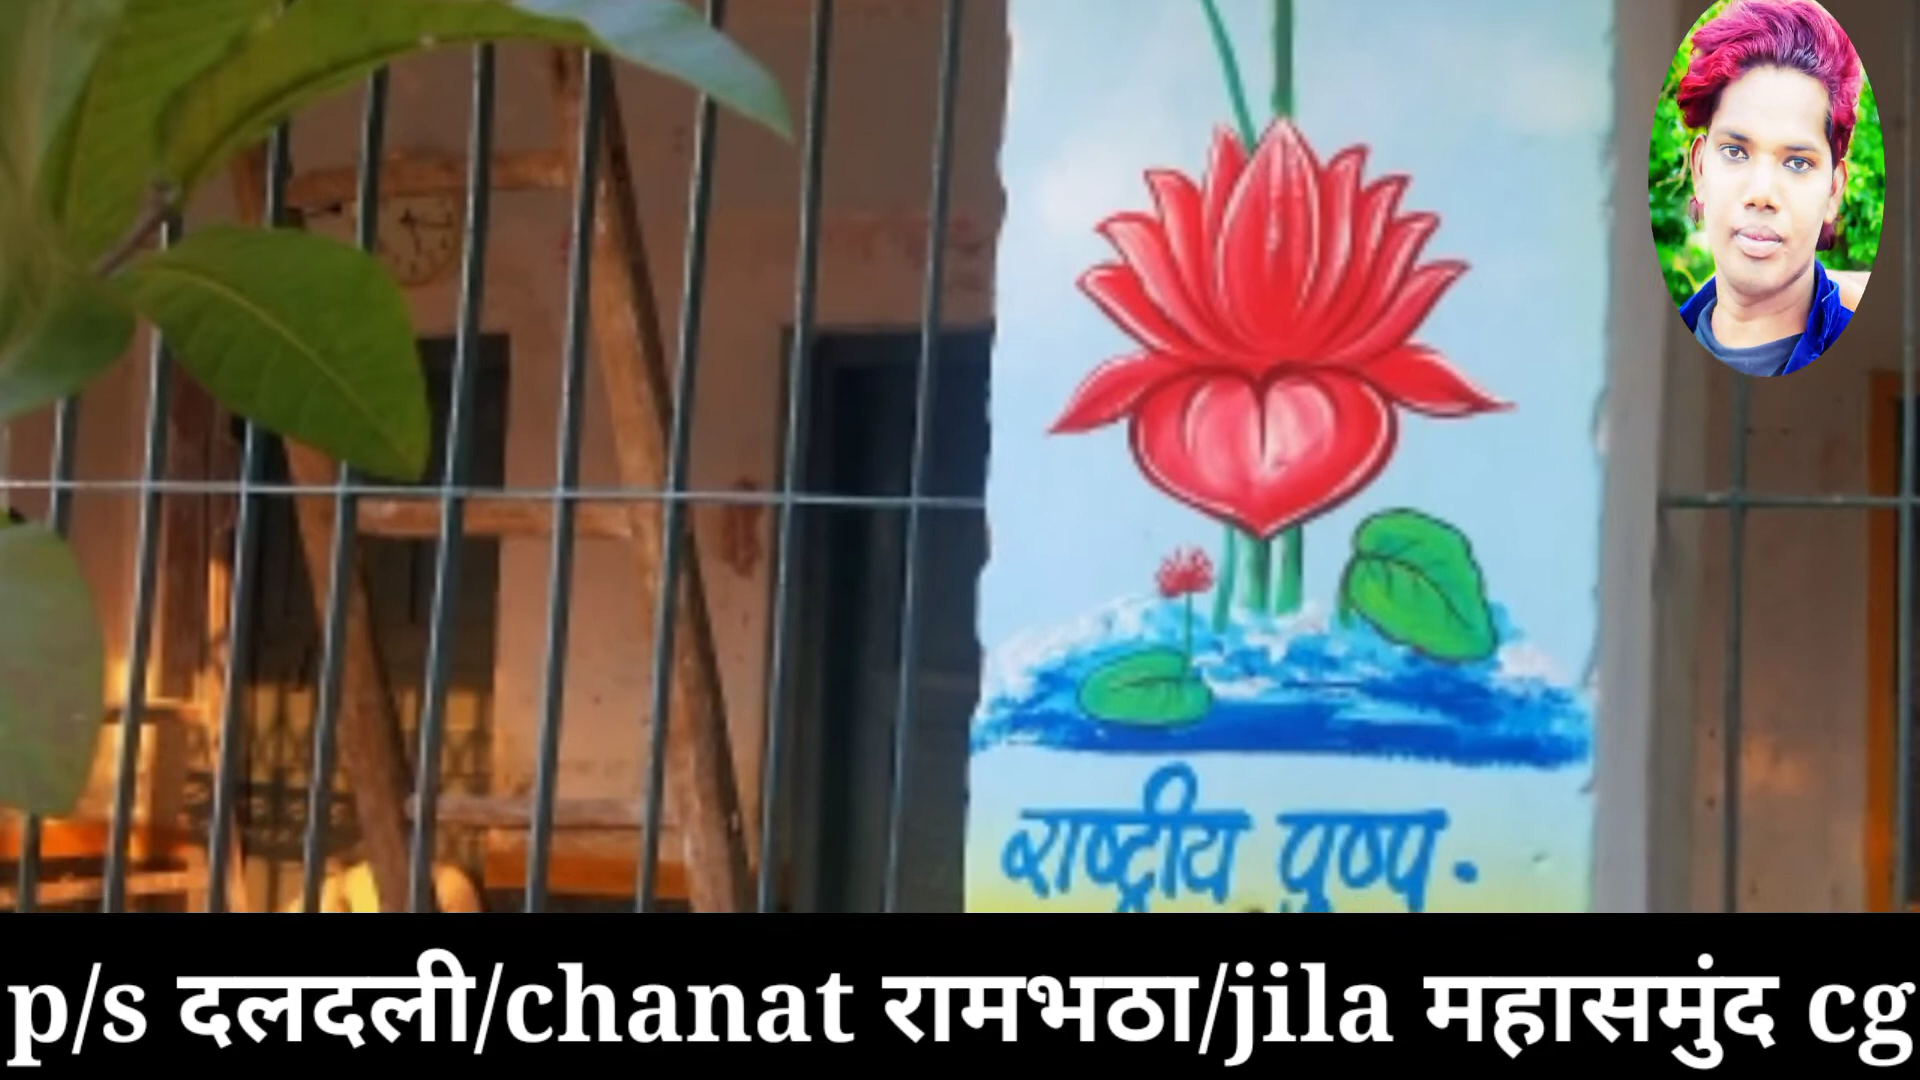 राष्ट्रीय पुष्प.
p/s दलदली/chanat रामभठा/jila महासमुंद cg